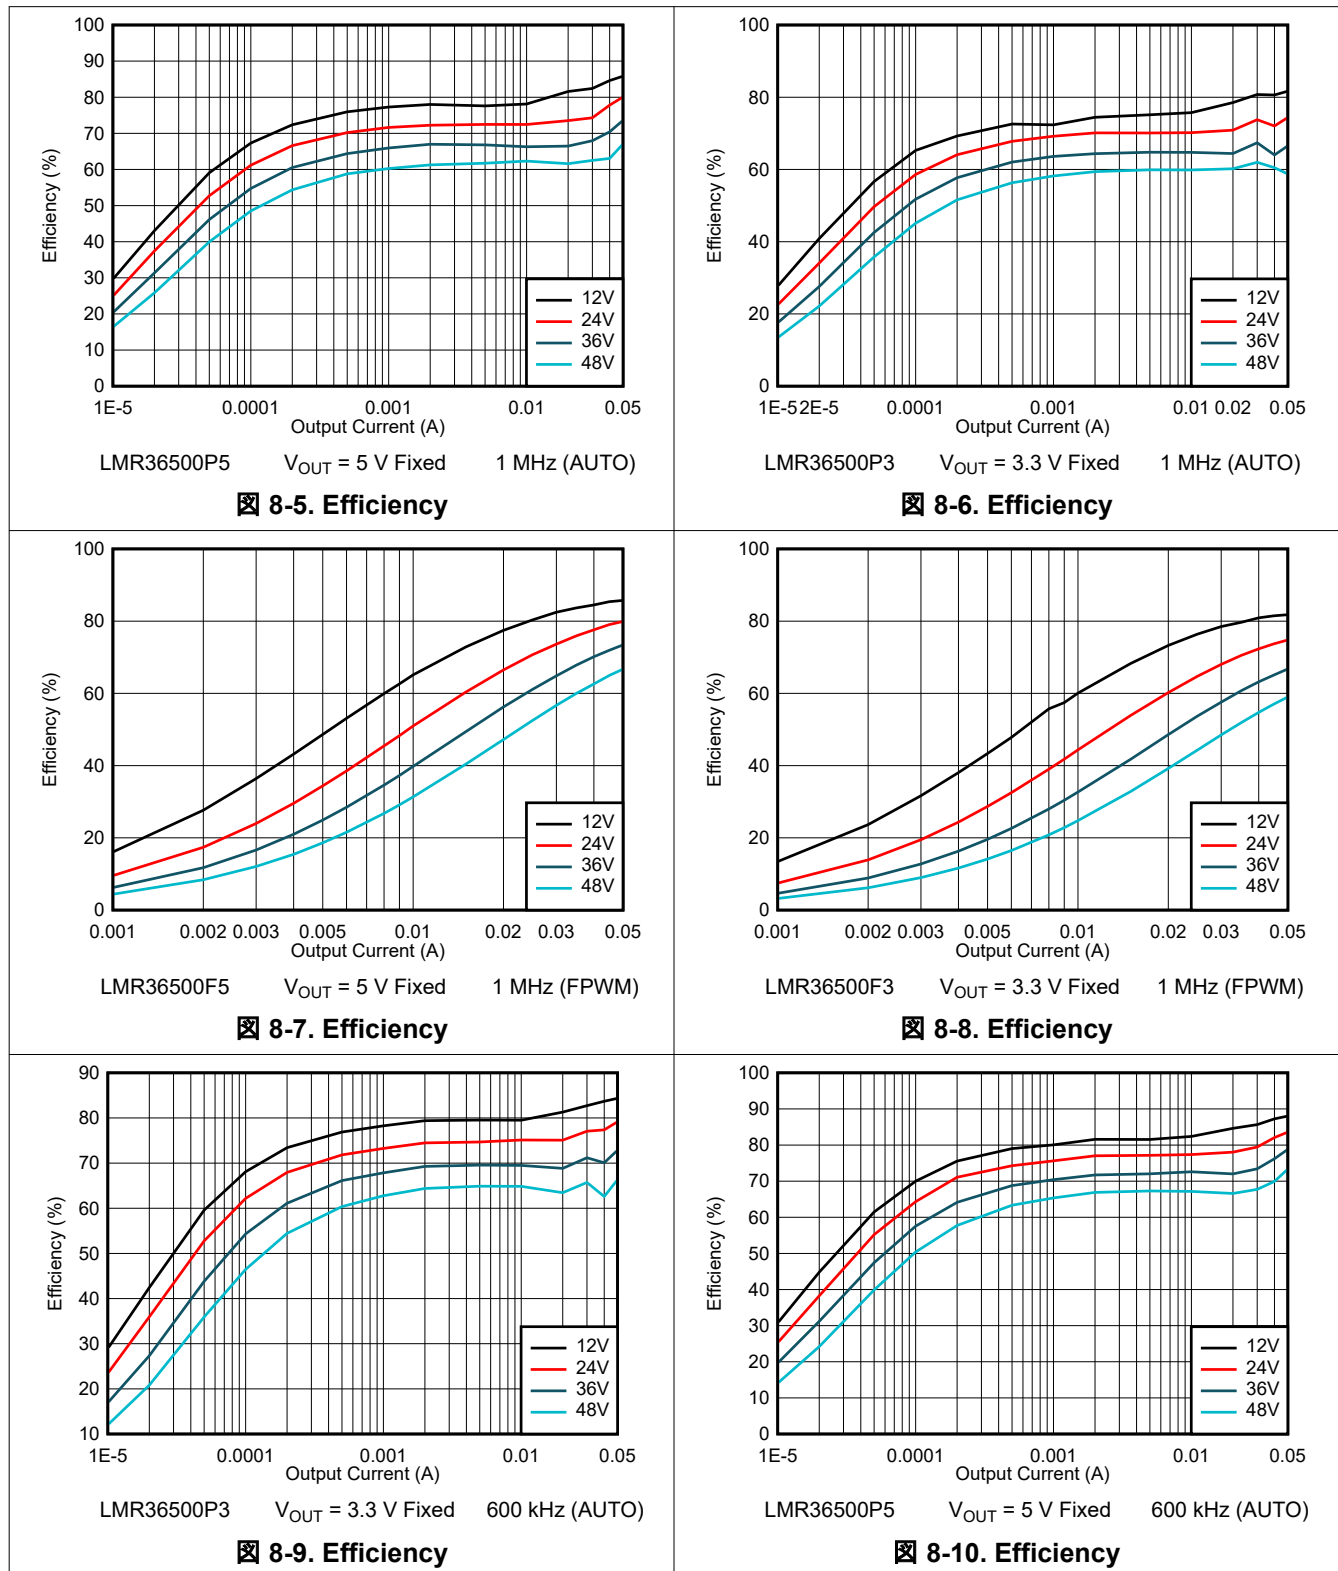 100
90
80
70
60
50
40
30
20
10
0
Efficiency (%)
1E-5 0.0001 0.001 0.01 0.05
Output Current (A)
12V
24V
36V
48V
LMR36500P5 VOUT = 5 V Fixed 1 MHz (AUTO)
図 8-5. Efficiency
100
80
60
40
20
0
Efficiency (%)
1E-5 2E-5 0.0001 0.001 0.01 0.02 0.05
Output Current (A)
12V
24V
36V
48V
LMR36500P3 VOUT = 3.3 V Fixed 1 MHz (AUTO)
図 8-6. Efficiency
100
80
60
40
20
0
Efficiency (%)
0.001 0.002 0.003 0.005 0.01 0.02 0.03 0.05
Output Current (A)
12V
24V
36V
48V
LMR36500F5 VOUT = 5 V Fixed 1 MHz (FPWM)
図 8-7. Efficiency
100
80
60
40
20
0
Efficiency (%)
0.001 0.002 0.003 0.005 0.01 0.02 0.03 0.05
Output Current (A)
12V
24V
36V
48V
LMR36500F3 VOUT = 3.3 V Fixed 1 MHz (FPWM)
図 8-8. Efficiency
90
80
70
60
50
40
30
20
10
Efficiency (%)
1E-5 0.0001 0.001 0.01 0.05
Output Current (A)
12V
24V
36V
48V
LMR36500P3 VOUT = 3.3 V Fixed 600 kHz (AUTO)
図 8-9. Efficiency
100
90
80
70
60
50
40
30
20
10
0
Efficiency (%)
1E-5 0.0001 0.001 0.01 0.05
Output Current (A)
12V
24V
36V
48V
LMR36500P5 VOUT = 5 V Fixed 600 kHz (AUTO)
図 8-10. Efficiency